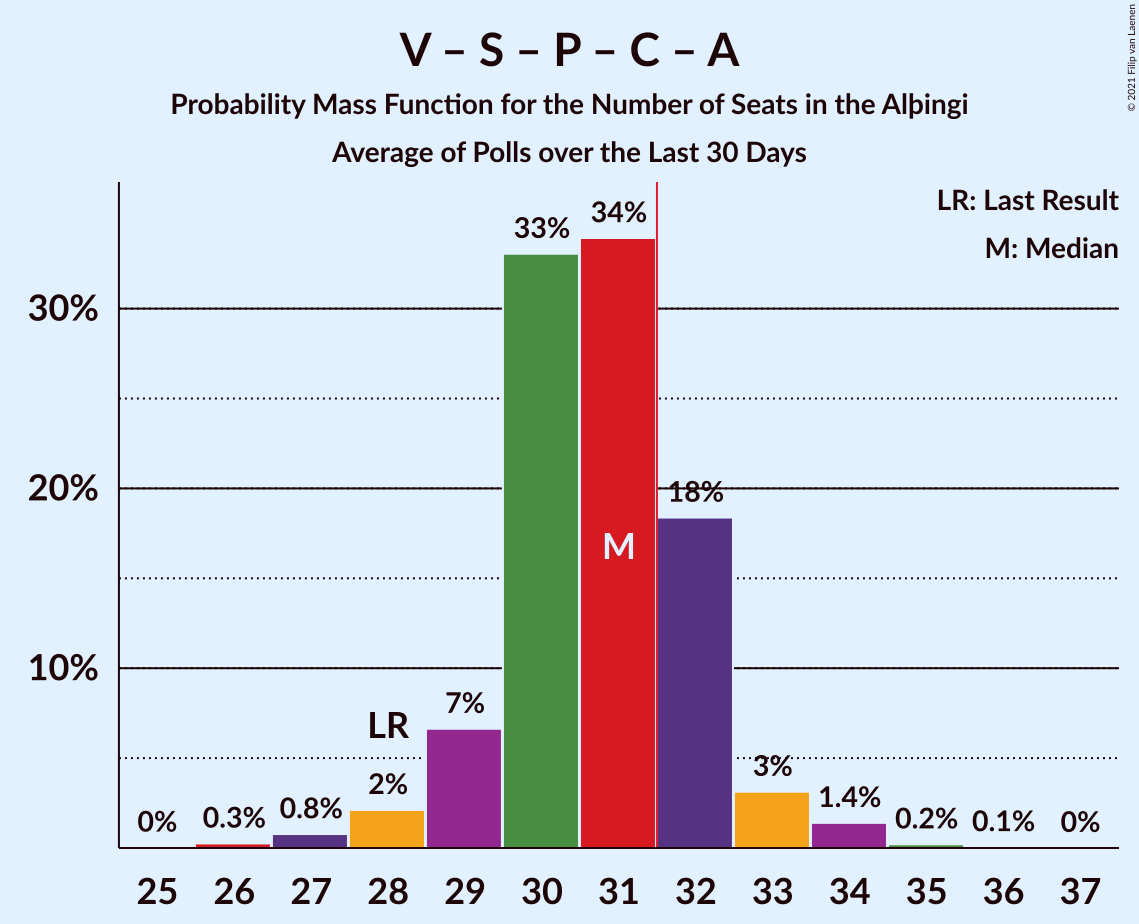 V – S – P – C – A
Probability Mass Function for the Number of Seats in the Alþingi
Average of Polls over the Last 30 Days
© 2021 Filip van Laenen
LR: Last Result
M: Median
34%
33%
30%
20%
18%
M
10%
7%
LR
3%
2%
1.4%
0.8%
0.3%
0.2%
0%
0.1%
0%
25 26 27 28 29 30 31 32 33 34 35 36 37